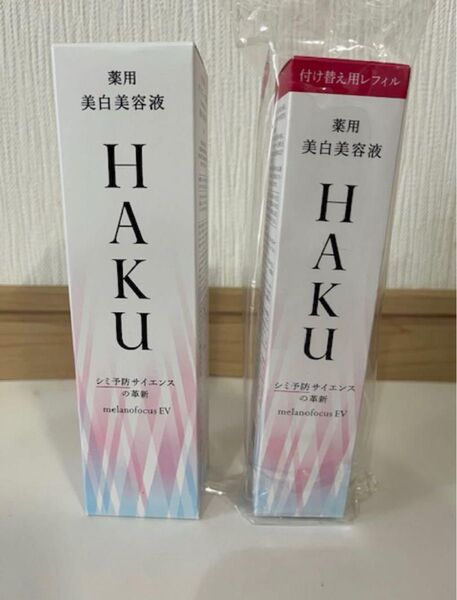 薬用
美白美容液
HAKU
シミ予防サイエンス
の革新
melanofocus EV
付け替え用レフィル
薬用
美白美容液
HAKU
シミ予防サイエンス
の革新
melanofocus EV